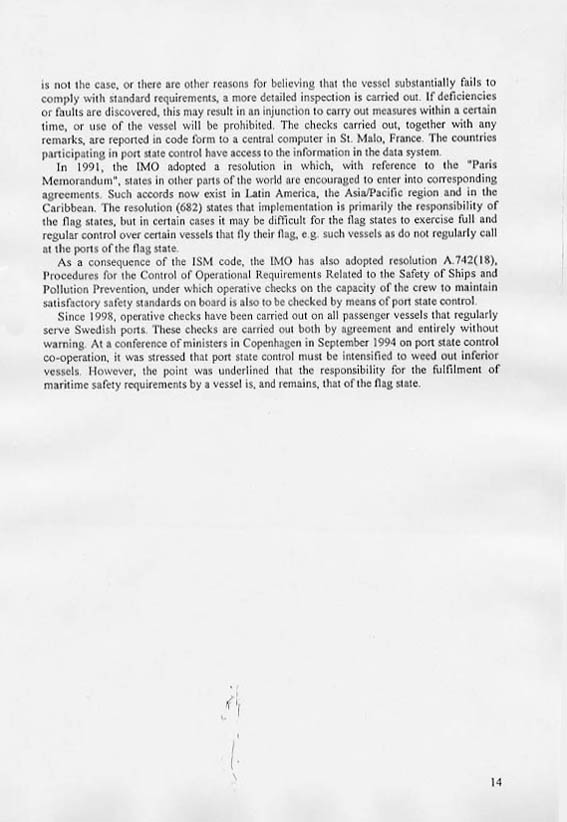 is not the case, or there are other reasons for believing that the vessel substantially fails to
comply with standard requirements, a more detailed inspection is carried out. If deficiencies
or faults are discovered, this may result in an injunction to carry out measures within a certain
time, or use of the vessel will be prohibited. The checks carried out, together with any
remarks, are reported in code form to a central computer in St. Malo, France. The countries
participating in port state control have access to the information in the data system.
In 1991, the IMO adopted a resolution in which, with reference to the "Paris
Memorandum", states in other parts of the world are encouraged to enter into corresponding
agreements. Such accords now exist in Latin America, the Asia/Pacific region and in the
Caribbean. The resolution (682) states that implementation is primarily the responsibility of
the flag states, but in certain cases it may be difficult for the flag states to exercise full and
regular control over certain vessels that fly their flag, e.g. such vessels as do not regularly call
at the ports of the flag state.
As a consequence of the ISM code, the IMO has also adopted resolution A.742(18),
Procedures for the Control of Operational Requirements Related to the Safety of Ships and
Pollution Prevention, under which operative checks on the capacity of the crew to maintain
satisfactory safety standards on board is also to be checked by means of port state control.
Since 1998, operative checks have been carried out on all passenger vessels that regularly
serve Swedish ports. These checks are carried out both by agreement and entirely without
warning. At a conference of ministers in Copenhagen in September 1994 on port state control
co-operation, it was stressed that port state control must be intensified to weed out inferior
vessels. However, the point was underlined that the responsibility for the fulfilment of
maritime safety requirements by a vessel is, and remains, that of the flag state.
14